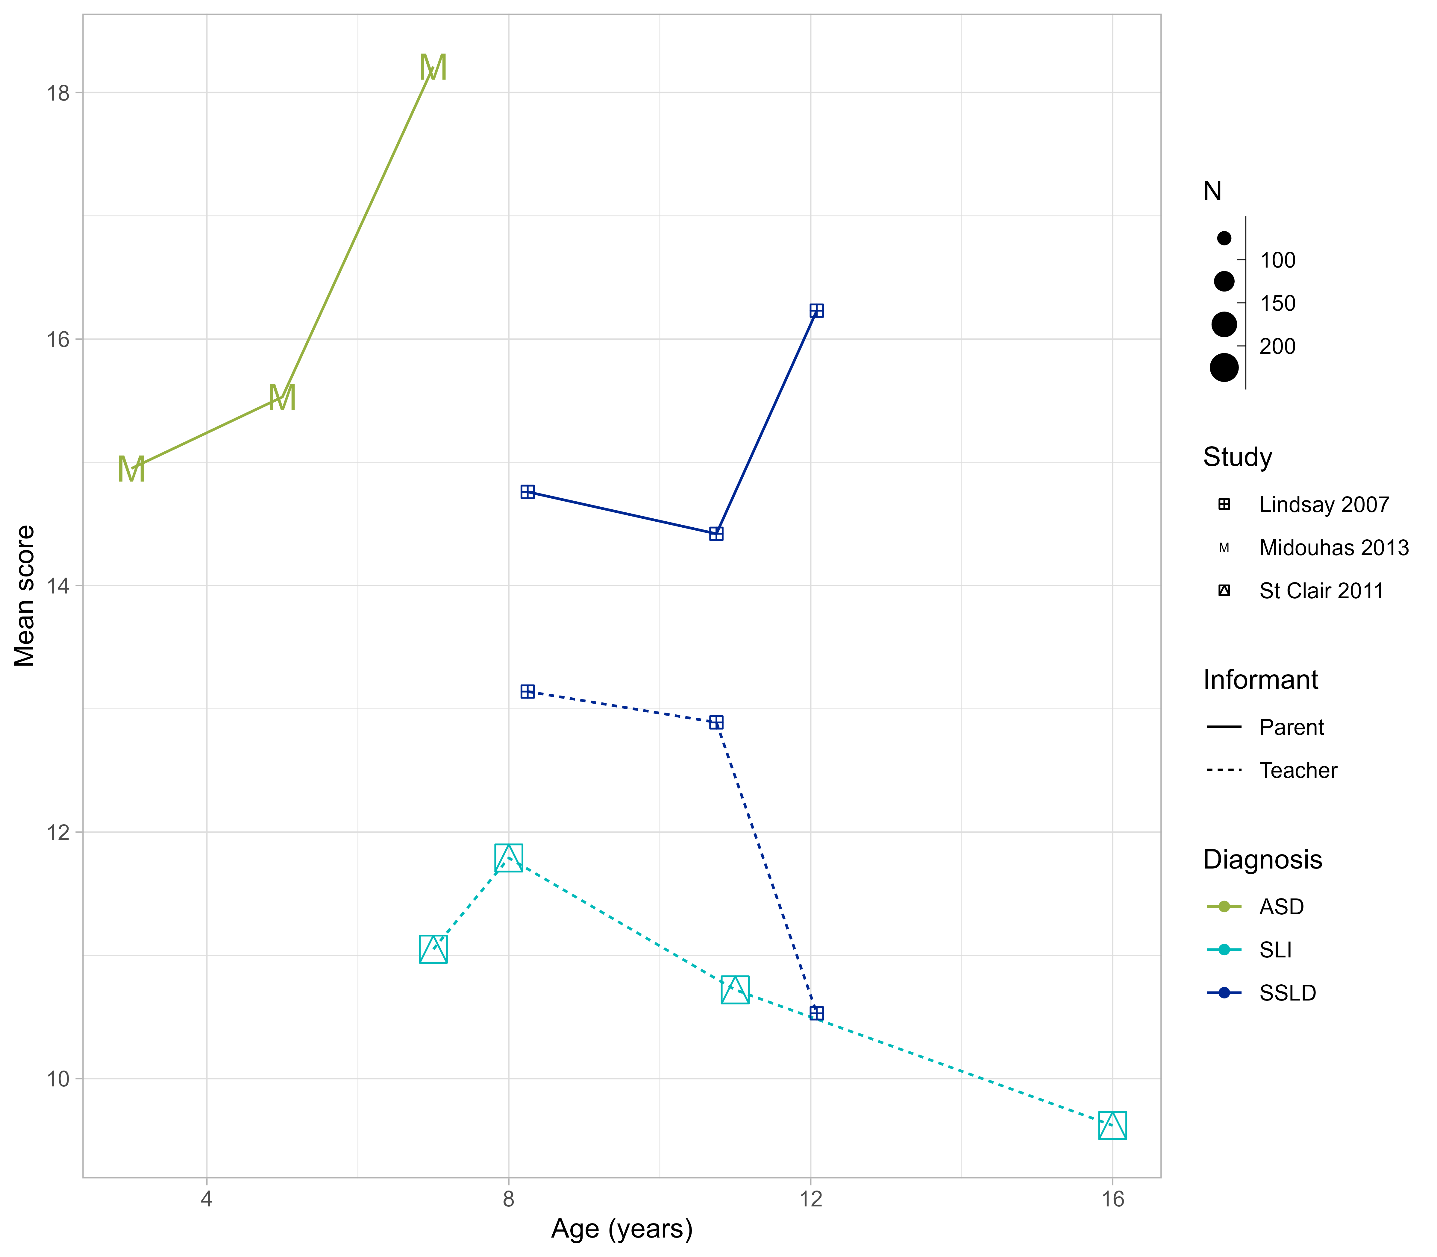 18
16
14
12
10
Mean score
4
8
12
16
Age (years)
M
M
M
N
100
150
200
Study
Lindsay 2007
M Midouhas 2013
St Clair 2011
Informant
Parent
Teacher
Diagnosis
ASD
SLI
SSLD